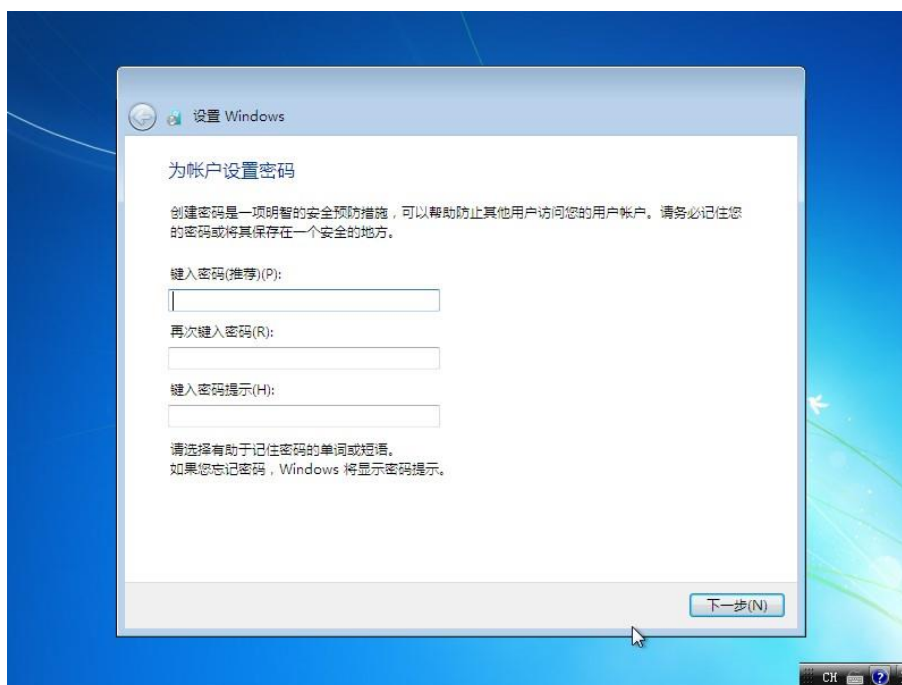 设置 Windows
为帐户设置密码
创建密码是一项明智的安全预防措施，可以帮助防止其他用户访问您的用户帐户。请务必记住您
的密码或将其保存在一个安全的地方。
键入密码(推荐)(P):
再次键入密码(R):
键入密码提示(H):
请选择有助于记住密码的单词或短语。
如果您忘记密码，Windows 将显示密码提示。
下一步(N)
CH
?